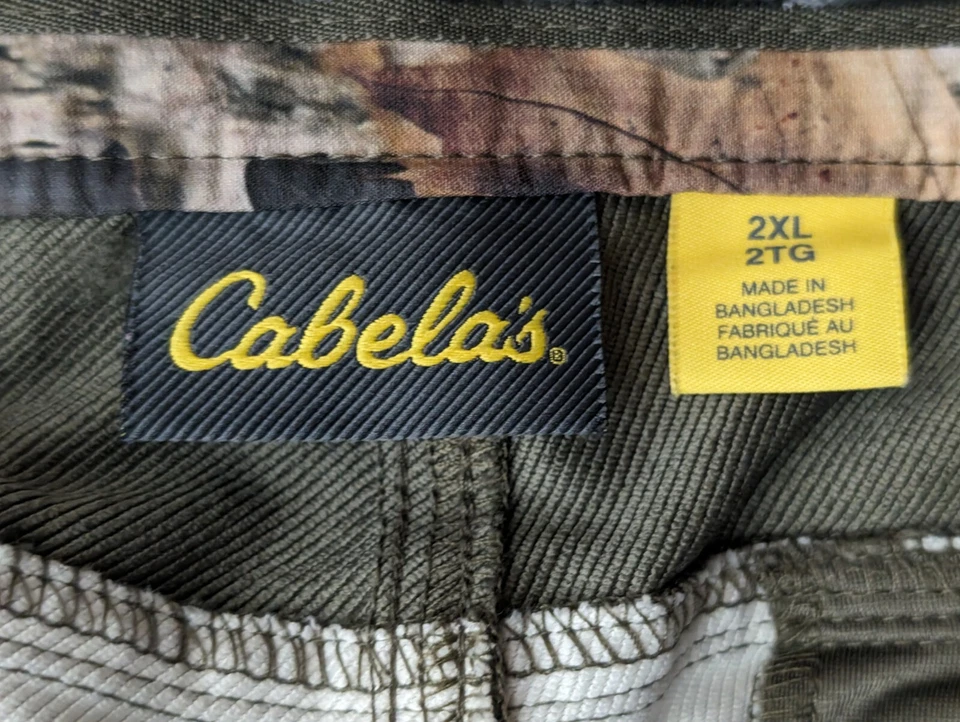 Cabela's®
2XL
2TG
MADE IN
BANGLADESH
FABRIQUÉ AU
BANGLADESH